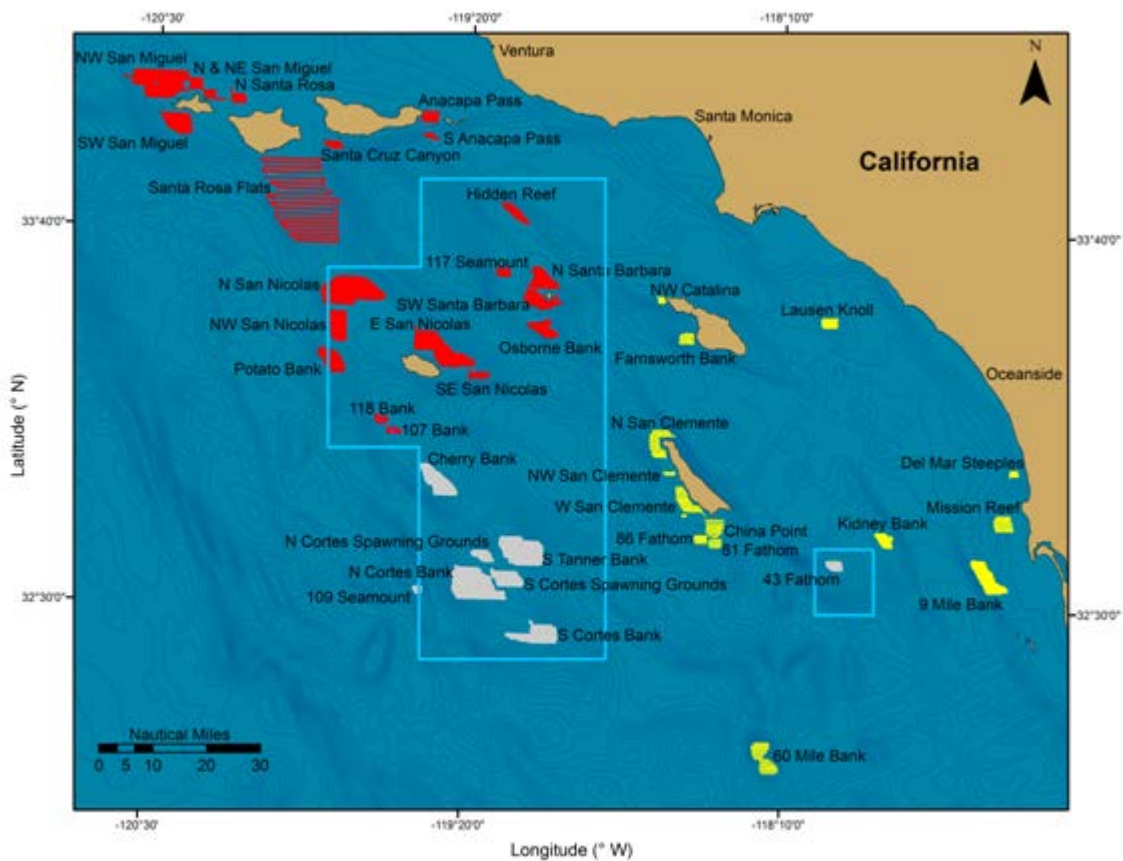 -120°30'
-119°20'0"
-118°10'0"
Ventura
N
NW San Miguel
N & NE San Miguel
N Santa Rosa
Anacapa Pass
Santa Monica
SW San Miguel
S Anacapa Pass
Santa Cruz Canyon
California
Santa Rosa Flats
Hidden Reef
33°40'0"
33°40'0"
117 Seamount
N Santa Barbara
N San Nicolas
NW Catalina
SW Santa Barbara
Lausen Knoll
NW San Nicolas
E San Nicolas
Osborne Bank
Farnsworth Bank
Potato Bank
Oceanside
SE San Nicolas
118 Bank
107 Bank
N San Clemente
Cherry Bank
Del Mar Steeples
NW San Clemente
W San Clemente
Mission Reef
China Point
Kidney Bank
86 Fathom
81 Fathom
N Cortes Spawning Grounds
S Tanner Bank
N Cortes Bank
43 Fathom
S Cortes Spawning Grounds
109 Seamount
32°30'0"
9 Mile Bank
32°30'0"
S Cortes Bank
Nautical Miles
0 5 10 20 30
60 Mile Bank
-120°30'0"
-119°20'0"
-118°10'0"
Longitude (° W)
Latitude (° N)